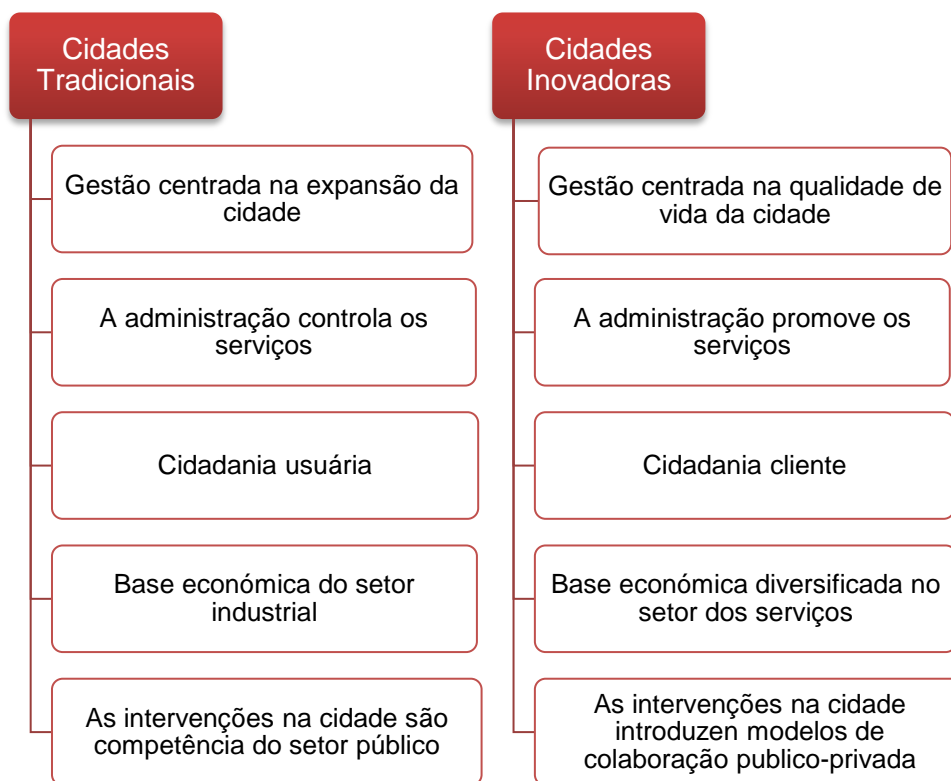 Cidades
Tradicionais
Gestão centrada na expansão da
cidade
A administração controla os
serviços
Cidadania usuária
Base económica do setor
industrial
As intervenções na cidade são
competência do setor público
Cidades
Inovadoras
Gestão centrada na qualidade de
vida da cidade
A administração promove os
serviços
Cidadania cliente
Base económica diversificada no
setor dos serviços
As intervenções na cidade
introduzen modelos de
colaboração publico-privada